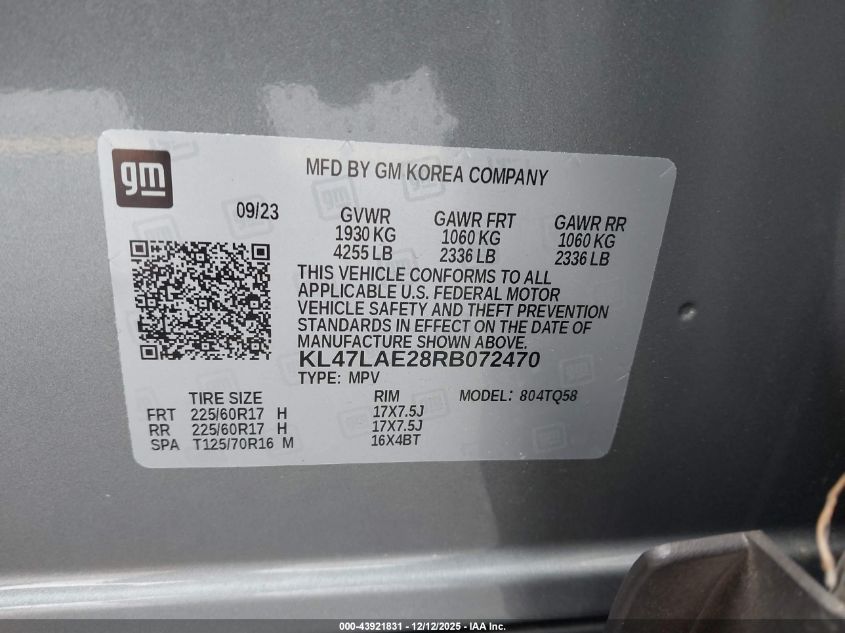 gm
MFD BY GM KOREA COMPANY
09/23
GVWR GAWR FRT GAWR RR
1930 KG 1060 KG 1060 KG
4255 LB 2336 LB 2336 LB
THIS VEHICLE CONFORMS TO ALL
APPLICABLE U.S. FEDERAL MOTOR
VEHICLE SAFETY AND THEFT PREVENTION
STANDARDS IN EFFECT ON THE DATE OF
MANUFACTURE SHOWN ABOVE.
KL47LAE28RB072470
TYPE: MPV
TIRE SIZE RIM MODEL: 804TQ58
FRT 225/60R17 H 17X7.5J
RR 225/60R17 H 17X7.5J
SPA T125/70R16 M 16X4BT
000-43921831 - 12/12/2025 - IAA Inc.